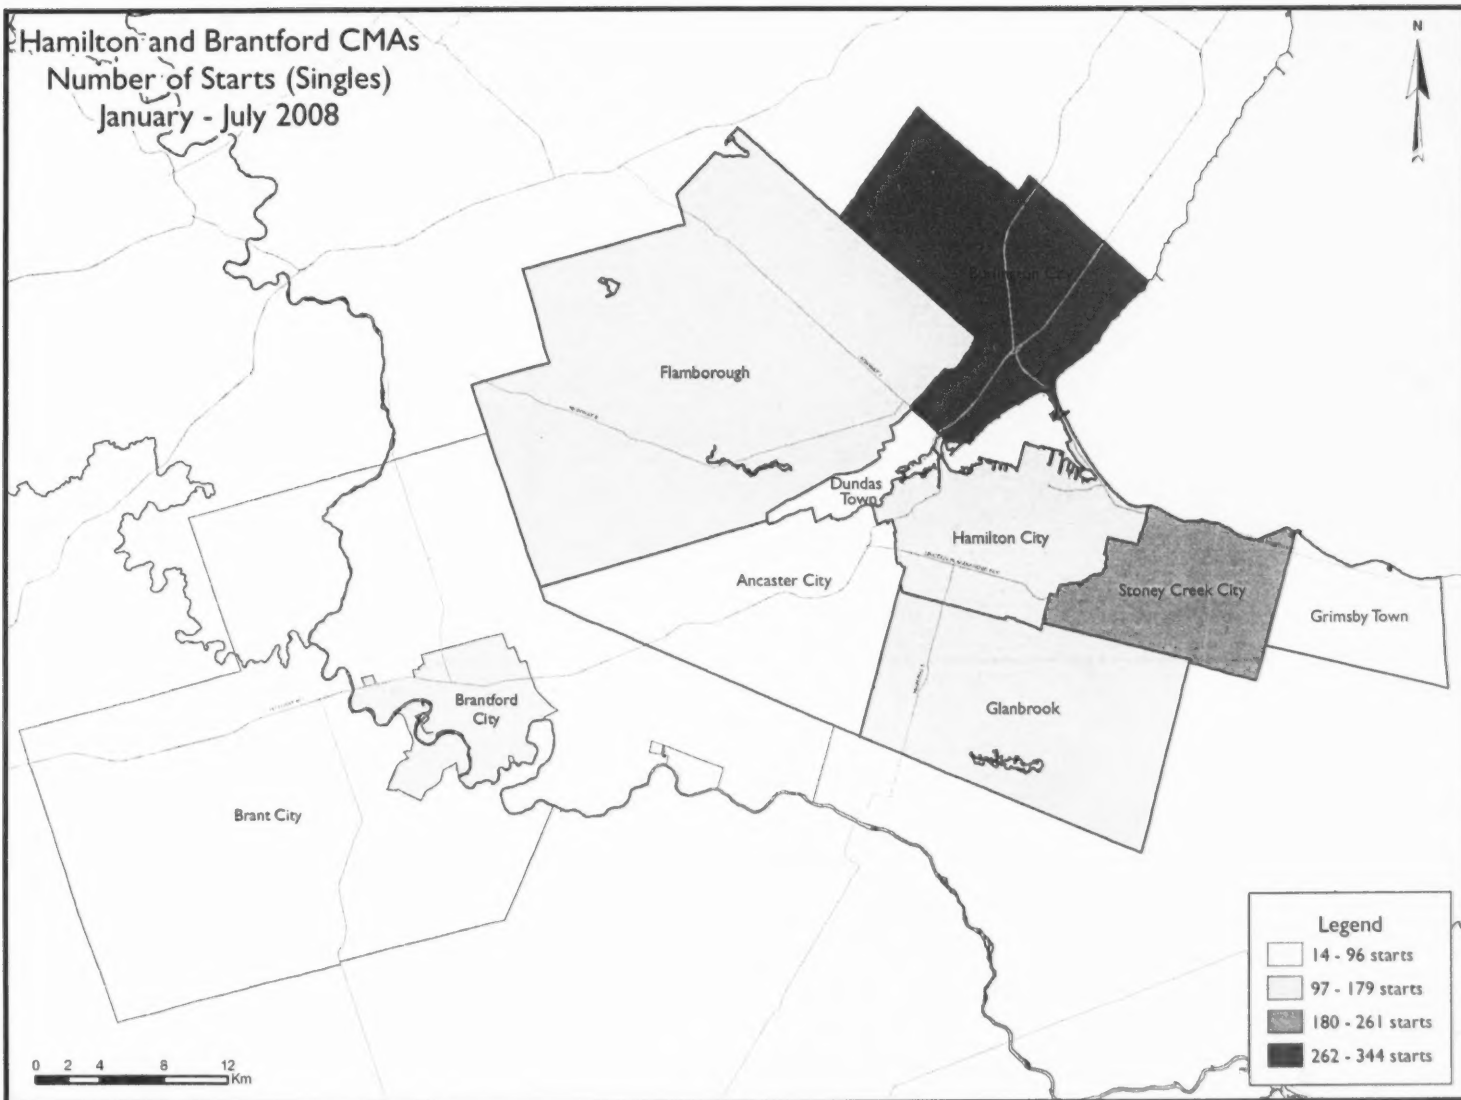 Hamilton and Brantford CMAs
Number of Starts (Singles)
January - July 2008
N
Burlington City
Flamborough
Dundas
Town
Hamilton City
Ancaster City
Stoney Creek City
Grimsby Town
Brantford
City
Glanbrook
Brant City
Legend
14 - 96 starts
97 - 179 starts
180 - 261 starts
262 - 344 starts
0 2 4 8 12
Km